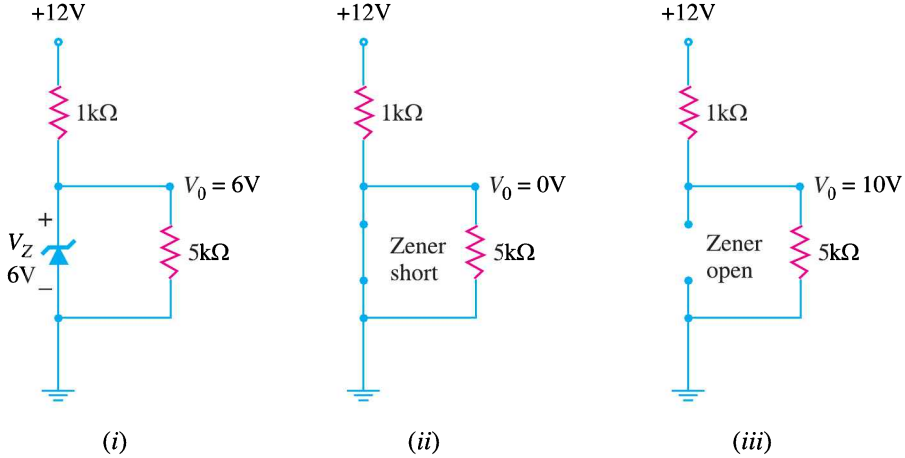 +12V
1kΩ
V₀ = 6V
+
V_Z
6V
–
5kΩ
(i)
+12V
1kΩ
V₀ = 0V
Zener
short
5kΩ
(ii)
+12V
1kΩ
V₀ = 10V
Zener
open
5kΩ
(iii)